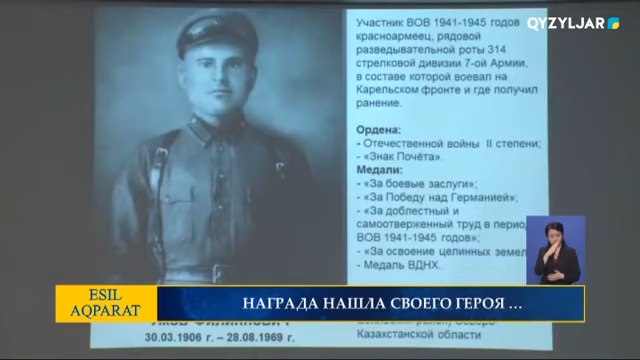 QYZYLJAR
Участник ВОВ 1941-1945 годов
красноармеец, рядовой
разведывательной роты 314
стрелковой дивизии 7-ой Армии,
в составе которой воевал на
Карельском фронте и где получил
ранение.
Ордена:
- Отечественной войны II степени;
- «Знак Почёта».
Медали:
- «За боевые заслуги»;
- «За Победу над Германией»;
- «За доблестный и
самоотверженный труд в период
ВОВ 1941-1945 годов»;
- «За освоение целинных земель
- Медаль ВДНХ.
ESIL
AQPARAT
НАГРАДА НАШЛА СВОЕГО ГЕРОЯ ...
30.03.1906 г. – 28.08.1969 г.
Казахстанской области